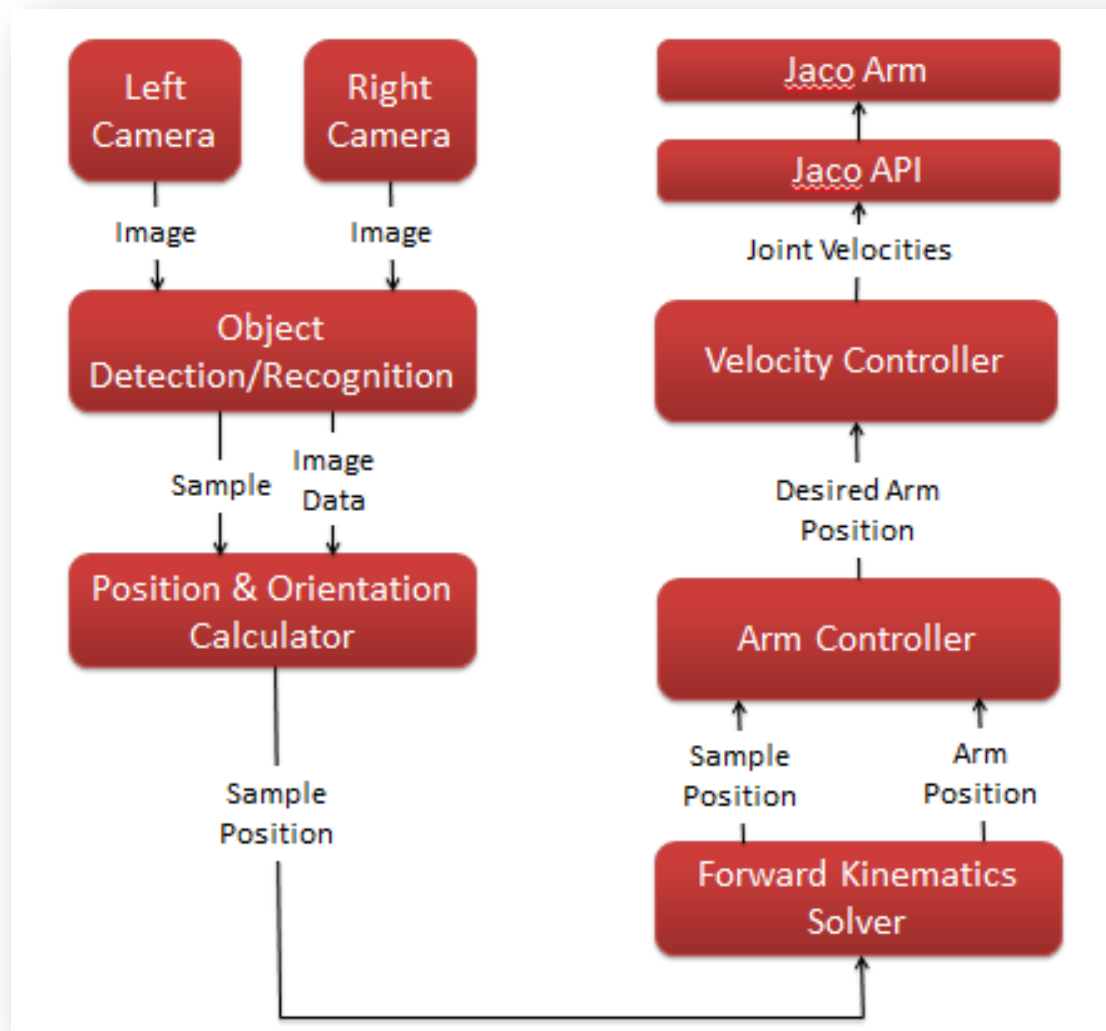 Left
Camera
Right
Camera
Image
Image
Object
Detection/Recognition
Sample
Image
Data
Position & Orientation
Calculator
Sample
Position
Jaco Arm
Jaco API
Joint Velocities
Velocity Controller
Desired Arm
Position
Arm Controller
Sample
Position
Arm
Position
Forward Kinematics
Solver